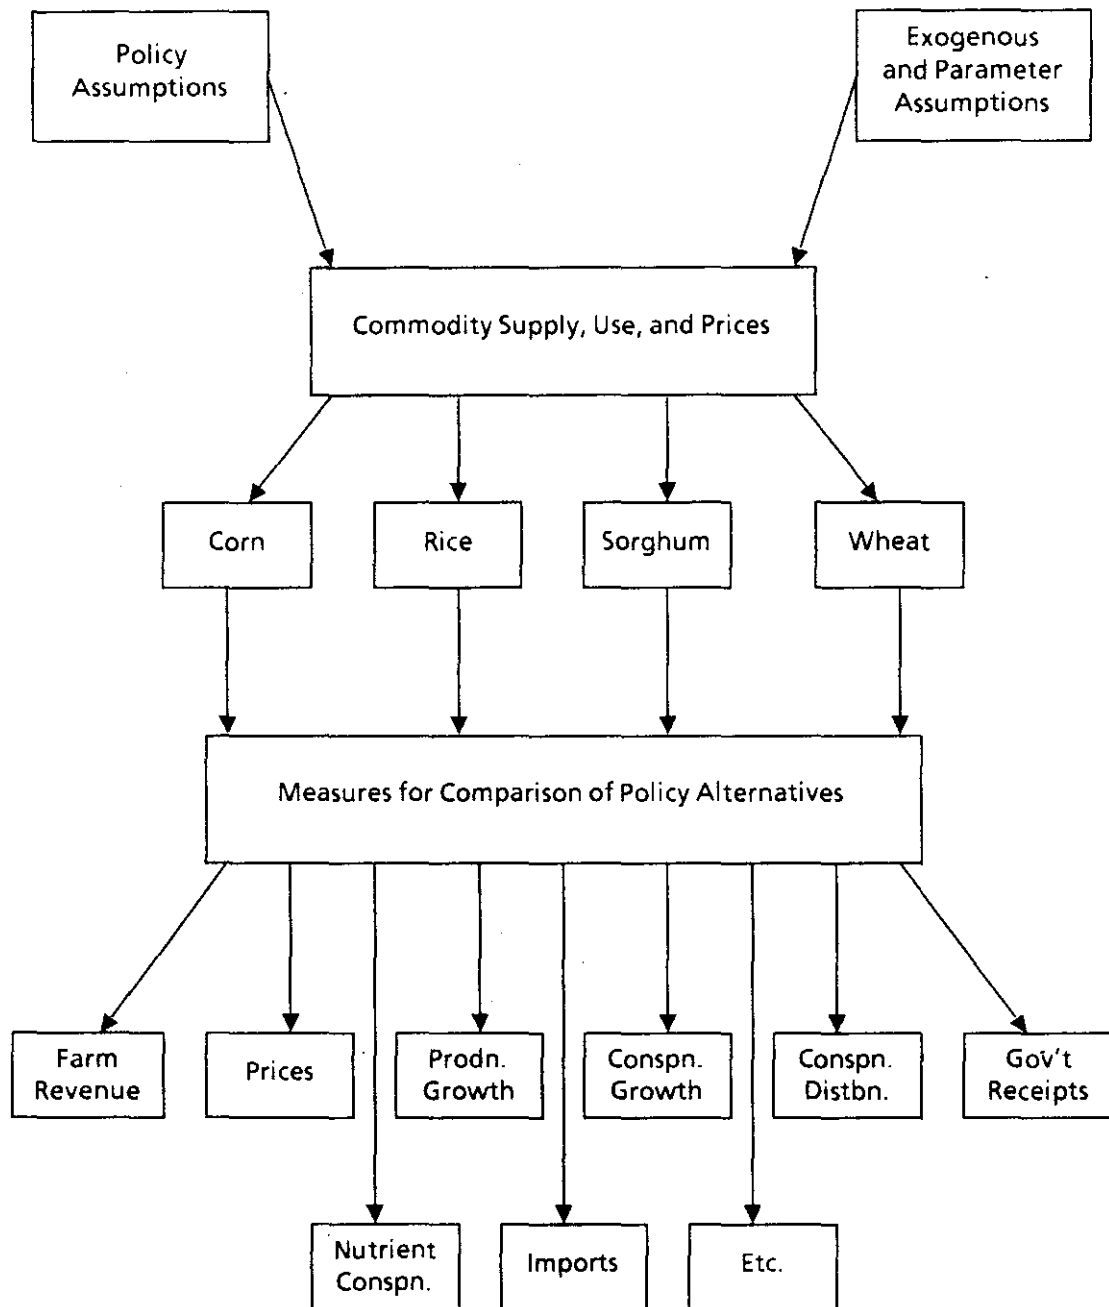 Policy
Assumptions
Exogenous
and Parameter
Assumptions
Commodity Supply, Use, and Prices
Corn
Rice
Sorghum
Wheat
Measures for Comparison of Policy Alternatives
Farm
Revenue
Prices
Prodn.
Growth
Conspn.
Growth
Conspn.
Distbn.
Gov't
Receipts
Nutrient
Conspn.
Imports
Etc.